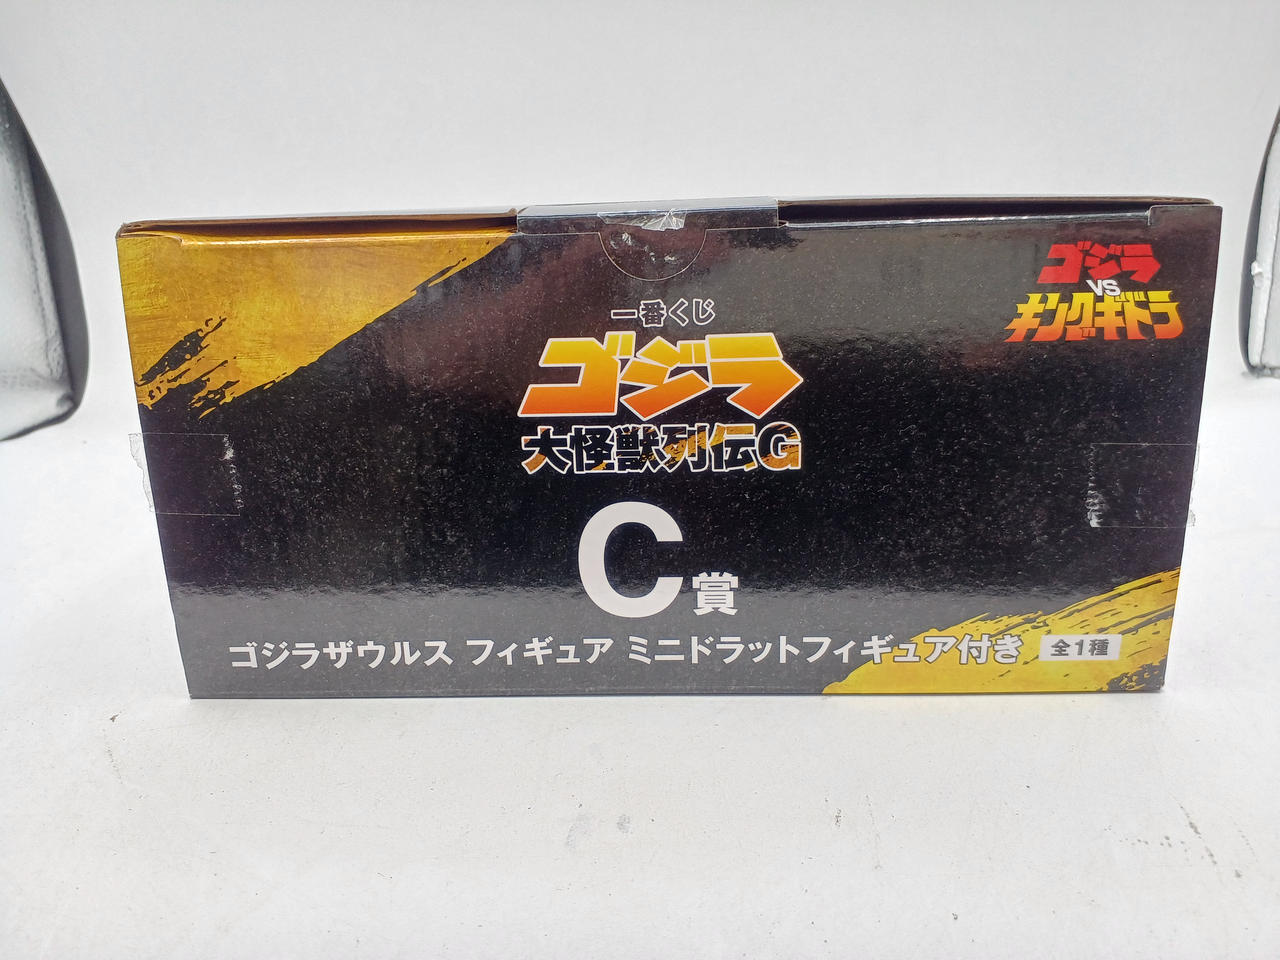 一番くじ
ゴジラ
大怪獣列伝G
C賞
ゴジラザウルス フィギュア ミニドラットフィギュア付き 全1種
ゴジラ
VS
キングギドラ